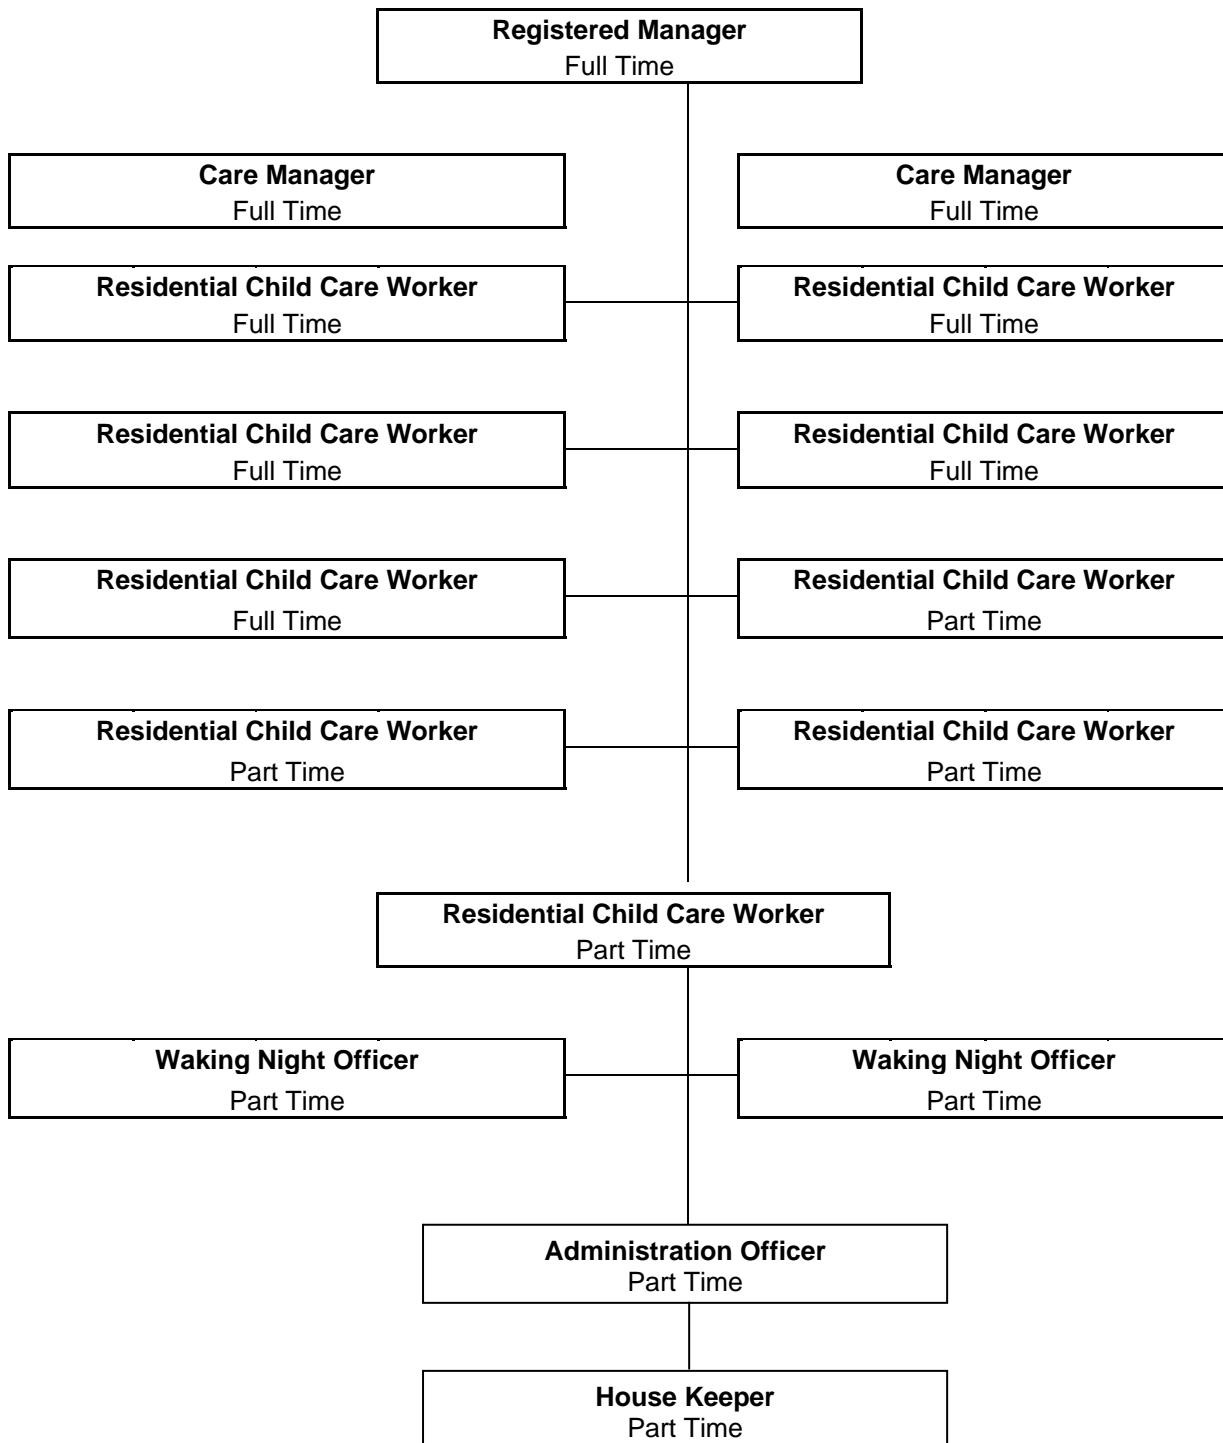 Registered Manager
Full Time
Care Manager
Full Time
Care Manager
Full Time
Residential Child Care Worker
Full Time
Residential Child Care Worker
Full Time
Residential Child Care Worker
Full Time
Residential Child Care Worker
Full Time
Residential Child Care Worker
Full Time
Residential Child Care Worker
Part Time
Residential Child Care Worker
Part Time
Residential Child Care Worker
Part Time
Residential Child Care Worker
Part Time
Waking Night Officer
Part Time
Waking Night Officer
Part Time
Administration Officer
Part Time
House Keeper
Part Time